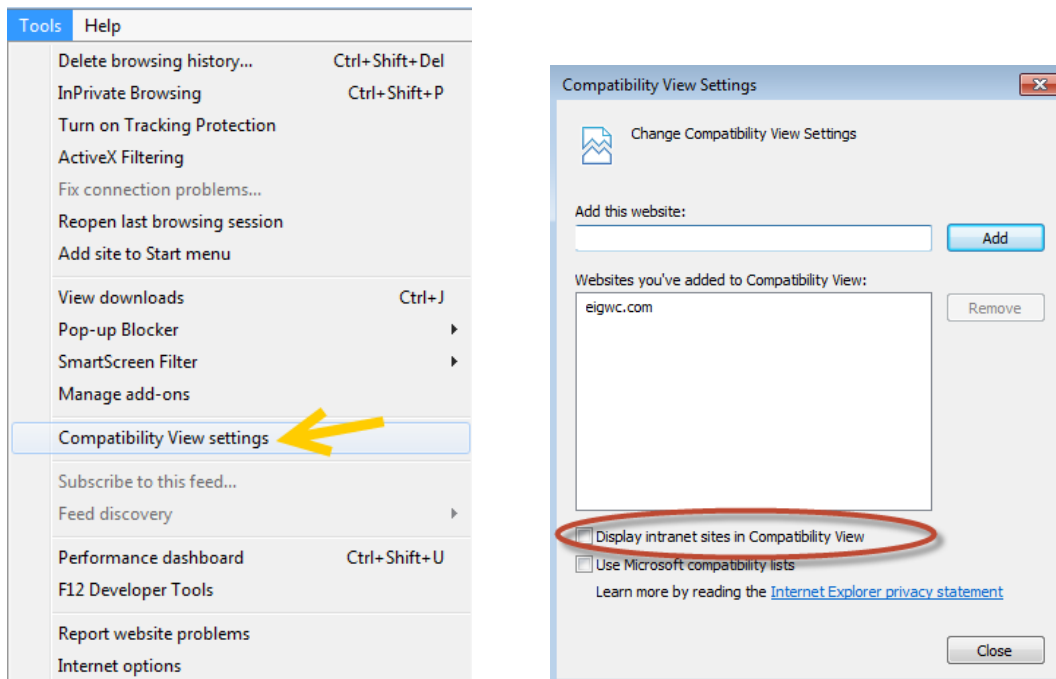 Tools Help
Delete browsing history... Ctrl+Shift+Del
InPrivate Browsing Ctrl+Shift+P
Turn on Tracking Protection
ActiveX Filtering
Fix connection problems...
Reopen last browsing session
Add site to Start menu
View downloads Ctrl+J
Pop-up Blocker
SmartScreen Filter
Manage add-ons
Compatibility View settings
Subscribe to this feed...
Feed discovery
Performance dashboard Ctrl+Shift+U
F12 Developer Tools
Report website problems
Internet options
Compatibility View Settings
Change Compatibility View Settings
Add this website:
Add
Websites you've added to Compatibility View:
eigwc.com
Remove
Display intranet sites in Compatibility View
Use Microsoft compatibility lists
Learn more by reading the Internet Explorer privacy statement
Close